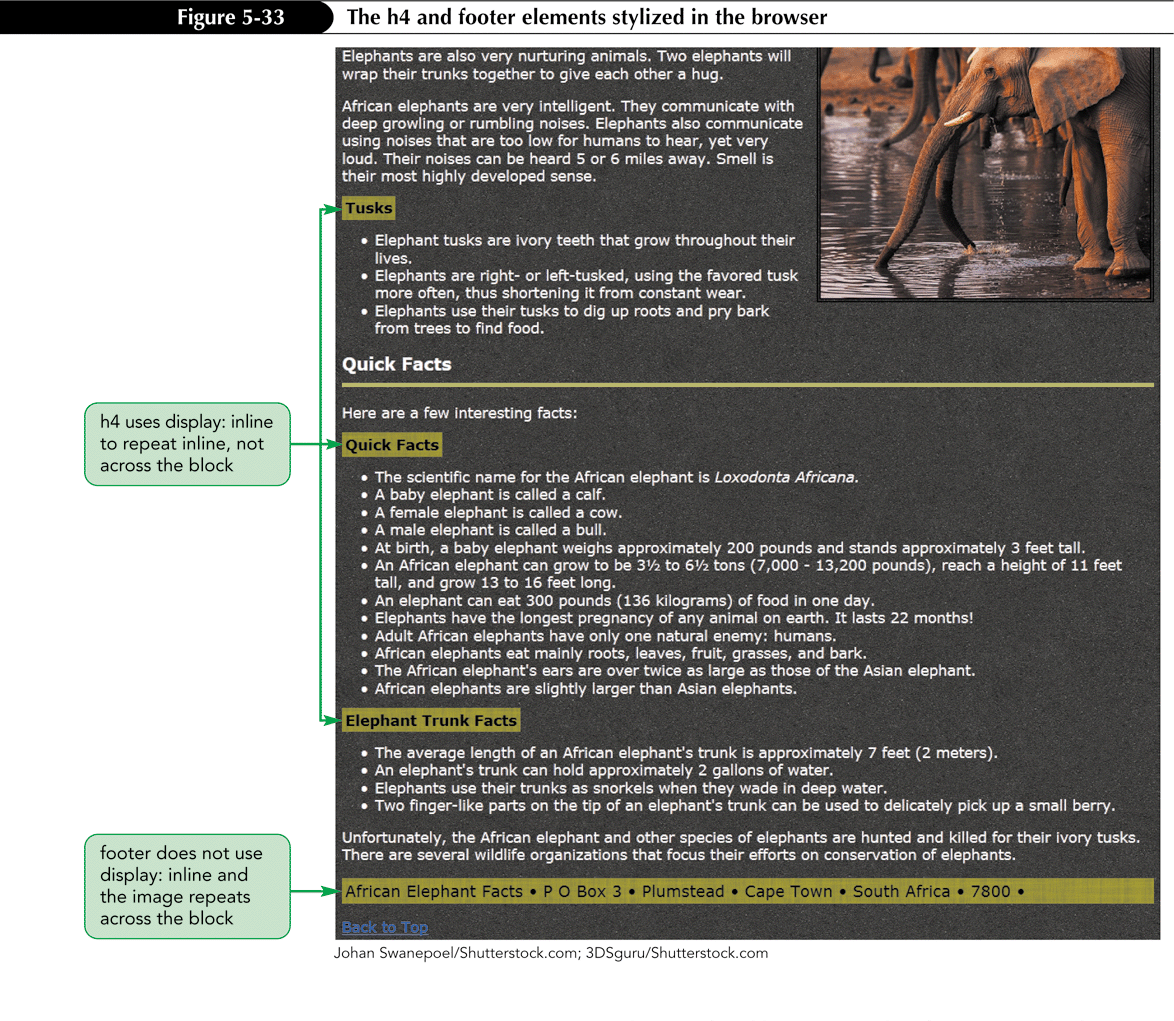 Figure 5-33 The h4 and footer elements stylized in the browser
Elephants are also very nurturing animals. Two elephants will
wrap their trunks together to give each other a hug.
African elephants are very intelligent. They communicate with
deep growling or rumbling noises. Elephants also communicate
using noises that are too low for humans to hear, yet very
loud. Their noises can be heard 5 or 6 miles away. Smell is
their most highly developed sense.
Tusks
• Elephant tusks are ivory teeth that grow throughout their
lives.
• Elephants are right- or left-tusked, using the favored tusk
more often, thus shortening it from constant wear.
• Elephants use their tusks to dig up roots and pry bark
from trees to find food.
Quick Facts
Here are a few interesting facts:
h4 uses display: inline
to repeat inline, not
across the block
Quick Facts
• The scientific name for the African elephant is Loxodonta Africana.
• A baby elephant is called a calf.
• A female elephant is called a cow.
• A male elephant is called a bull.
• At birth, a baby elephant weighs approximately 200 pounds and stands approximately 3 feet tall.
• An African elephant can grow to be 3½ to 6½ tons (7,000 - 13,200 pounds), reach a height of 11 feet
tall, and grow 13 to 16 feet long.
• An elephant can eat 300 pounds (136 kilograms) of food in one day.
• Elephants have the longest pregnancy of any animal on earth. It lasts 22 months!
• Adult African elephants have only one natural enemy: humans.
• African elephants eat mainly roots, leaves, fruit, grasses, and bark.
• The African elephant's ears are over twice as large as those of the Asian elephant.
• African elephants are slightly larger than Asian elephants.
Elephant Trunk Facts
• The average length of an African elephant's trunk is approximately 7 feet (2 meters).
• An elephant's trunk can hold approximately 2 gallons of water.
• Elephants use their trunks as snorkels when they wade in deep water.
• Two finger-like parts on the tip of an elephant's trunk can be used to delicately pick up a small berry.
Unfortunately, the African elephant and other species of elephants are hunted and killed for their ivory tusks.
There are several wildlife organizations that focus their efforts on conservation of elephants.
footer does not use
display: inline and
the image repeats
across the block
African Elephant Facts • P O Box 3 • Plumstead • Cape Town • South Africa • 7800 •
Back to Top
Johan Swanepoel/Shutterstock.com; 3DSguru/Shutterstock.com